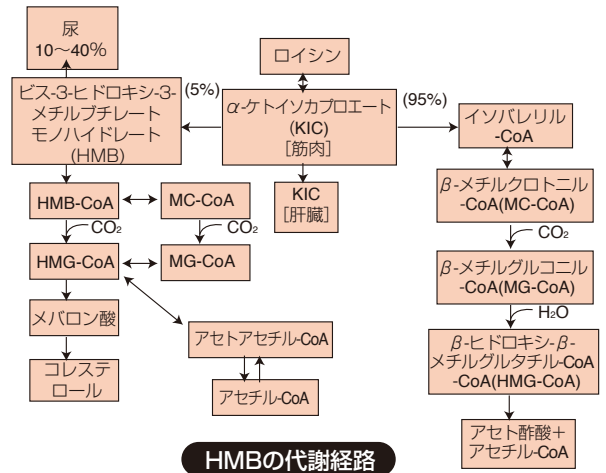 尿
10～40%
ロイシン
ビス-3-ヒドロキシ-3-
メチルブチレート
モノハイドレート
(HMB)
(5%)
α-ケトイソカプロエート
(KIC)
[筋肉]
(95%)
イソバレリル
-CoA
KIC
[肝臓]
β-メチルクロトニル
-CoA(MC-CoA)
HMB-CoA
MC-CoA
CO₂
CO₂
CO₂
HMG-CoA
MG-CoA
β-メチルグルコニル
-CoA(MG-CoA)
H₂O
メバロン酸
アセトアセチル-CoA
β-ヒドロキシ-β-
メチルグルタチル-CoA
-CoA(HMG-CoA)
コレステ
ロール
アセチル-CoA
アセト酢酸＋
アセチル-CoA
HMBの代謝経路